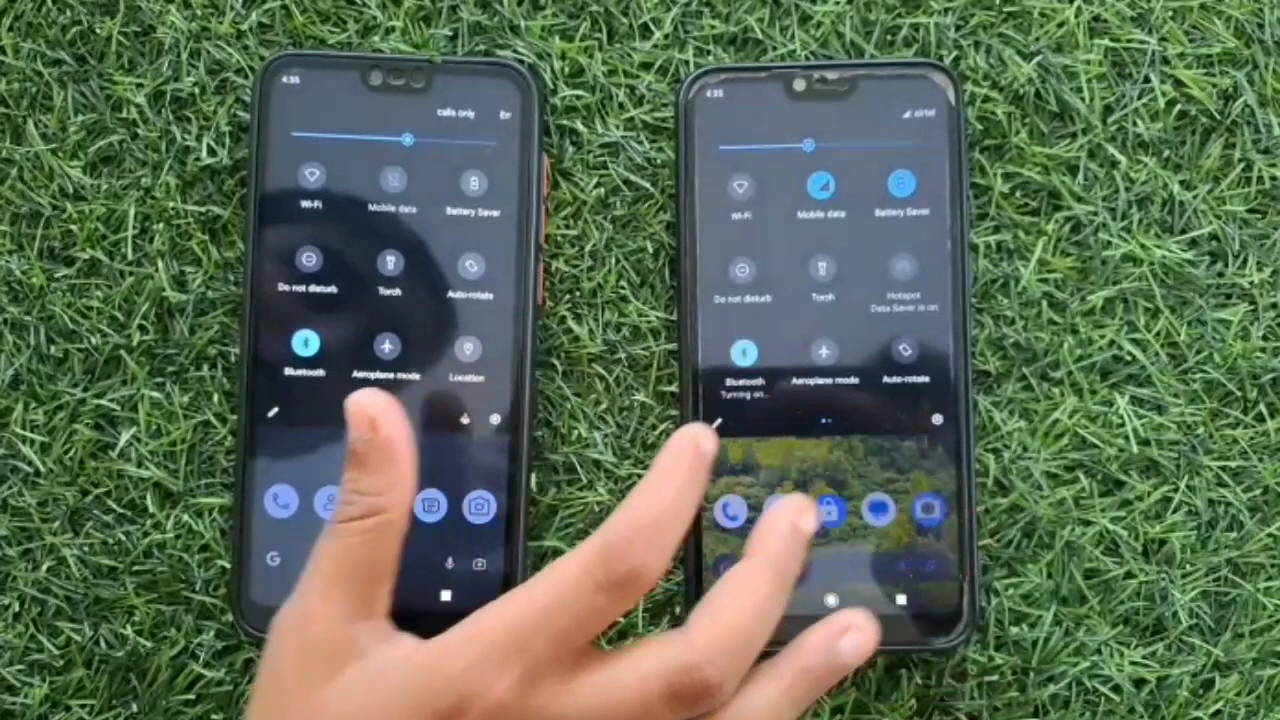 4:35
calls only
Wi-Fi
Mobile data
Battery Saver
Do not disturb
Torch
Auto-rotate
Bluetooth
Aeroplane mode
Location
G
4:35
airtel
Wi-Fi
Mobile data
Battery Saver
Do not disturb
Torch
Hotspot
Data Saver is on
Bluetooth
Turning on...
Aeroplane mode
Auto-rotate